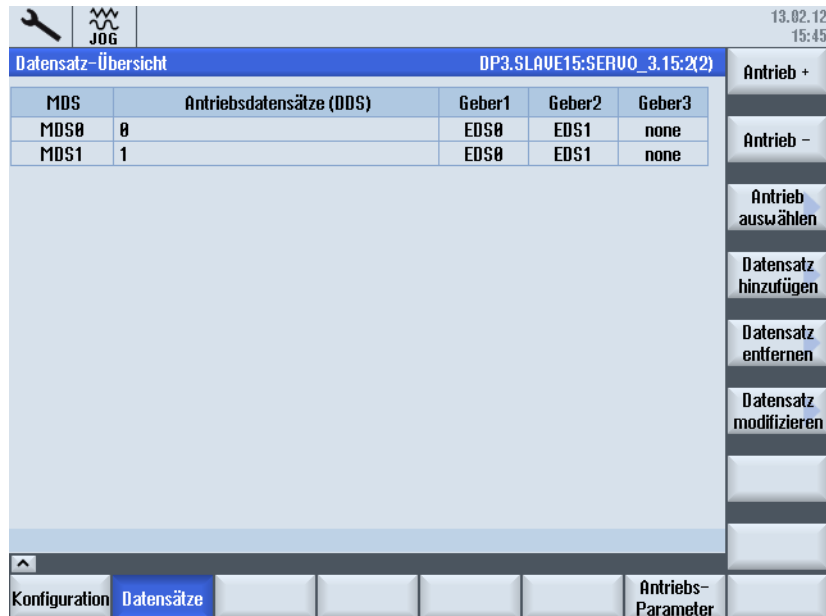 JOG
13.02.12
15:45
Datensatz-Übersicht DP3.SLAVE15:SERVO_3.15:2(2)
MDS Antriebsdatensätze (DDS) Geber1 Geber2 Geber3
MDS0 0 EDS0 EDS1 none
MDS1 1 EDS0 EDS1 none
Antrieb +
Antrieb -
Antrieb
auswählen
Datensatz
hinzufügen
Datensatz
entfernen
Datensatz
modifizieren
Konfiguration Datensätze
Antriebs-
Parameter